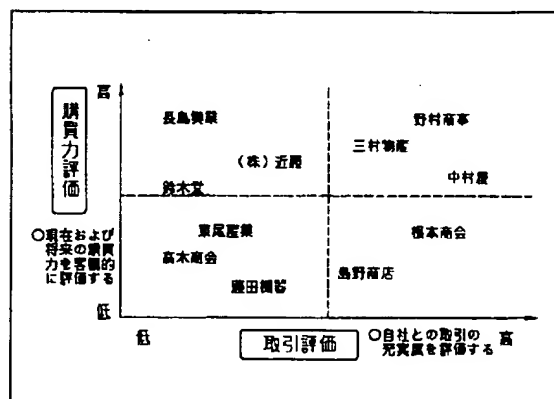 購買力評価
○現在および
将来の購買
力を客観的
に評価する
高
低
長島興業
(株)近藤
鈴木堂
野村商事
三村物産
中村屋
東尾産業
高木商会
藤田機器
根本商会
島野商店
低
取引評価
○自社との取引の
充実度を評価する
高